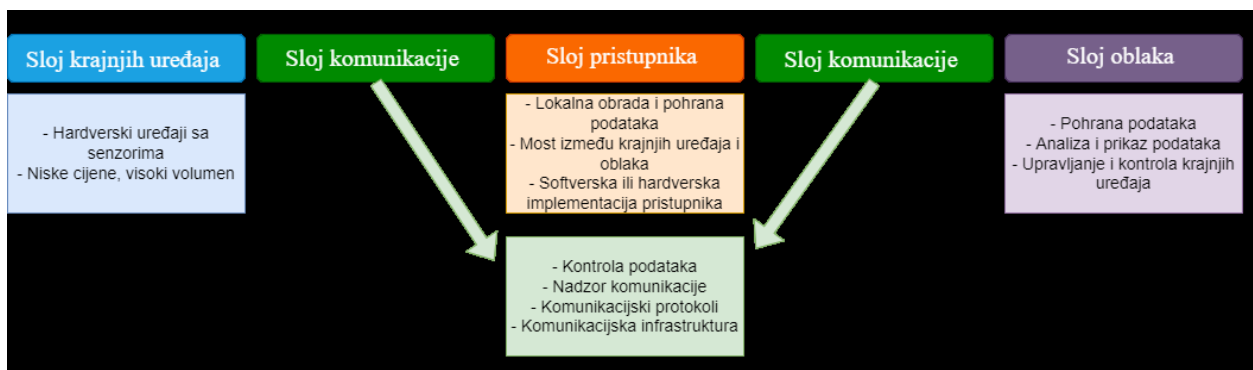 Sloj krajnjih uređaja
Sloj komunikacije
Sloj pristupnika
Sloj komunikacije
Sloj oblaka
- Hardverski uređaji sa
senzorima
- Niske cijene, visoki volumen
- Lokalna obrada i pohrana
podataka
- Most između krajnjih uređaja i
oblaka
- Softverska ili hardverska
implementacija pristupnika
- Pohrana podataka
- Analiza i prikaz podataka
- Upravljanje i kontrola krajnjih
uređaja
- Kontrola podataka
- Nadzor komunikacije
- Komunikacijski protokoli
- Komunikacijska infrastruktura